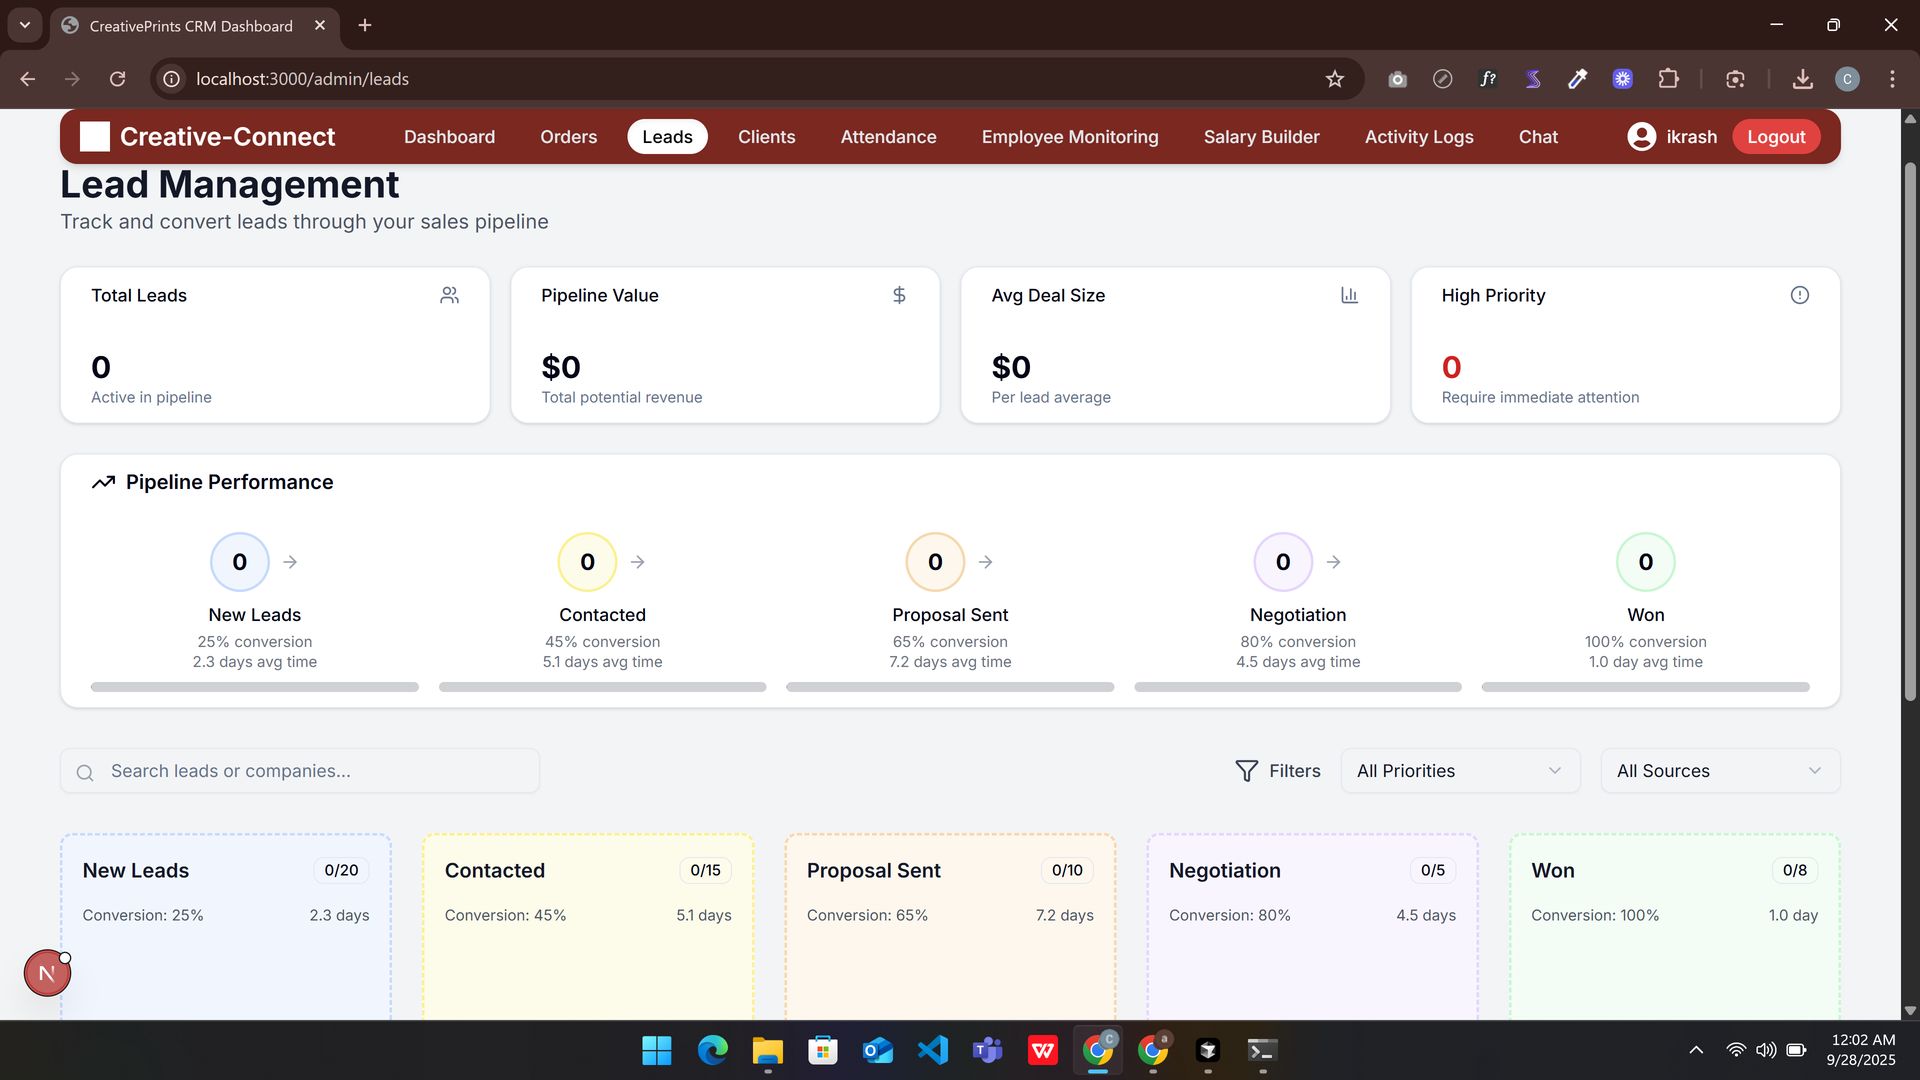 CreativePrints CRM Dashboard
localhost:3000/admin/leads
f?
C
Creative-Connect
Dashboard
Orders
Leads
Clients
Attendance
Employee Monitoring
Salary Builder
Activity Logs
Chat
ikrash
Logout
Lead Management
Track and convert leads through your sales pipeline
Total Leads
0
Active in pipeline
Pipeline Value
$
$0
Total potential revenue
Avg Deal Size
$0
Per lead average
High Priority
0
Require immediate attention
Pipeline Performance
0
New Leads
25% conversion
2.3 days avg time
0
Contacted
45% conversion
5.1 days avg time
0
Proposal Sent
65% conversion
7.2 days avg time
0
Negotiation
80% conversion
4.5 days avg time
0
Won
100% conversion
1.0 day avg time
Search leads or companies...
Filters
All Priorities
All Sources
New Leads
0/20
Conversion: 25%
2.3 days
Contacted
0/15
Conversion: 45%
5.1 days
Proposal Sent
0/10
Conversion: 65%
7.2 days
Negotiation
0/5
Conversion: 80%
4.5 days
Won
0/8
Conversion: 100%
1.0 day
N
C
a
12:02 AM
9/28/2025